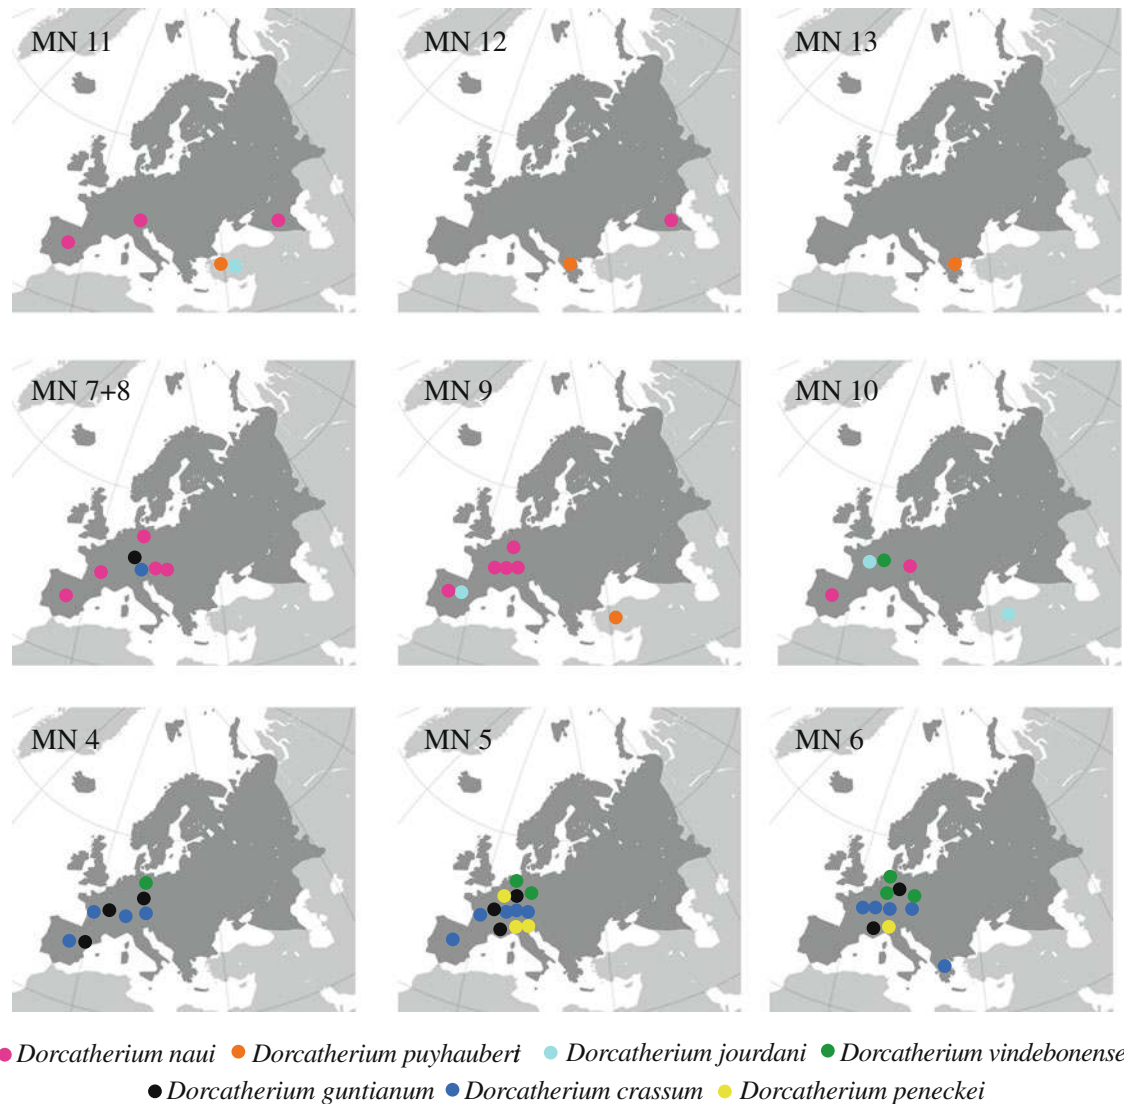 MN 11
MN 12
MN 13
MN 7+8
MN 9
MN 10
MN 4
MN 5
MN 6
Dorcatherium naui Dorcatherium puyhauberi Dorcatherium jourdani Dorcatherium vindebonense
Dorcatherium guntianum Dorcatherium crassum Dorcatherium peneckei